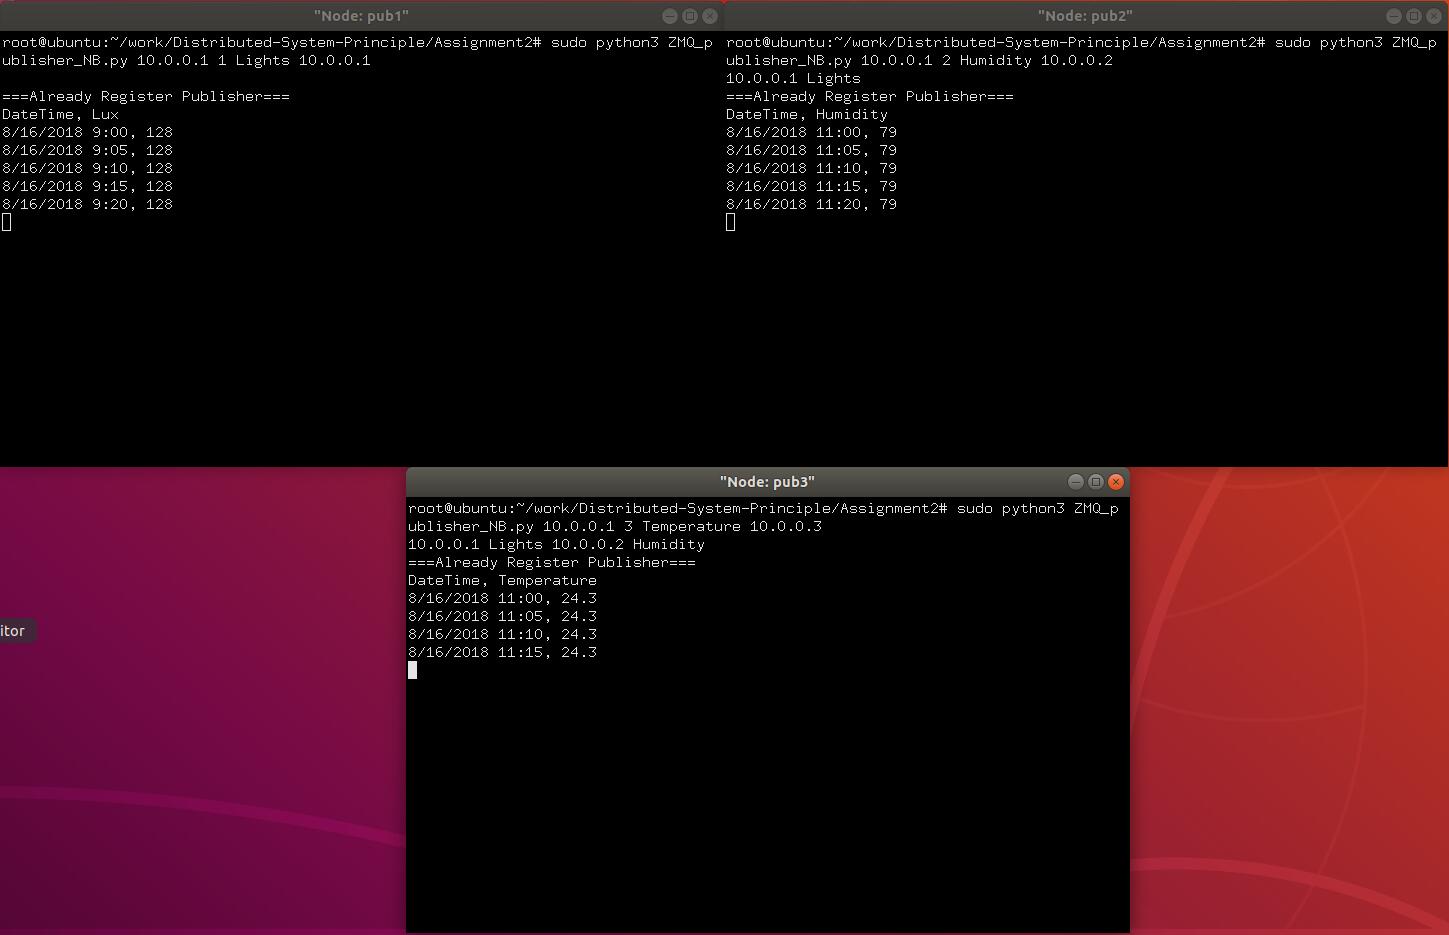 "Node: pub1"
root@ubuntu:~/work/Distributed-System-Principle/Assignment2# sudo python3 ZMQ_p
ublisher_NB.py 10.0.0.1 1 Lights 10.0.0.1
===Already Register Publisher===
DateTime, Lux
8/16/2018 9:00, 128
8/16/2018 9:05, 128
8/16/2018 9:10, 128
8/16/2018 9:15, 128
8/16/2018 9:20, 128
"Node: pub2"
root@ubuntu:~/work/Distributed-System-Principle/Assignment2# sudo python3 ZMQ_p
ublisher_NB.py 10.0.0.1 2 Humidity 10.0.0.2
10.0.0.1 Lights
===Already Register Publisher===
DateTime, Humidity
8/16/2018 11:00, 79
8/16/2018 11:05, 79
8/16/2018 11:10, 79
8/16/2018 11:15, 79
8/16/2018 11:20, 79
"Node: pub3"
root@ubuntu:~/work/Distributed-System-Principle/Assignment2# sudo python3 ZMQ_p
ublisher_NB.py 10.0.0.1 3 Temperature 10.0.0.3
10.0.0.1 Lights 10.0.0.2 Humidity
===Already Register Publisher===
DateTime, Temperature
8/16/2018 11:00, 24.3
8/16/2018 11:05, 24.3
8/16/2018 11:10, 24.3
8/16/2018 11:15, 24.3
itor